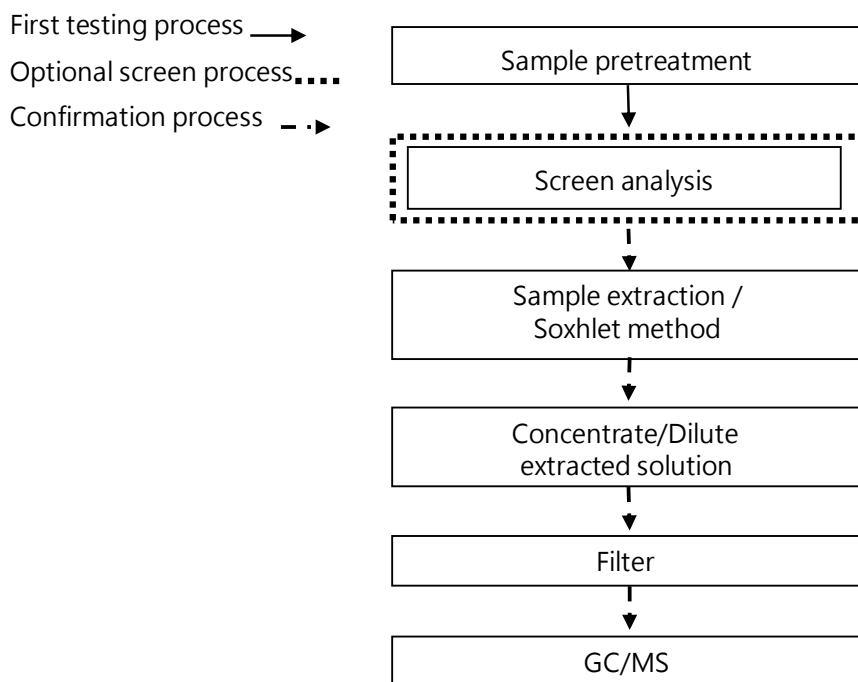 First testing process
Optional screen process
Confirmation process
Sample pretreatment
Screen analysis
Sample extraction /
Soxhlet method
Concentrate/Dilute
extracted solution
Filter
GC/MS